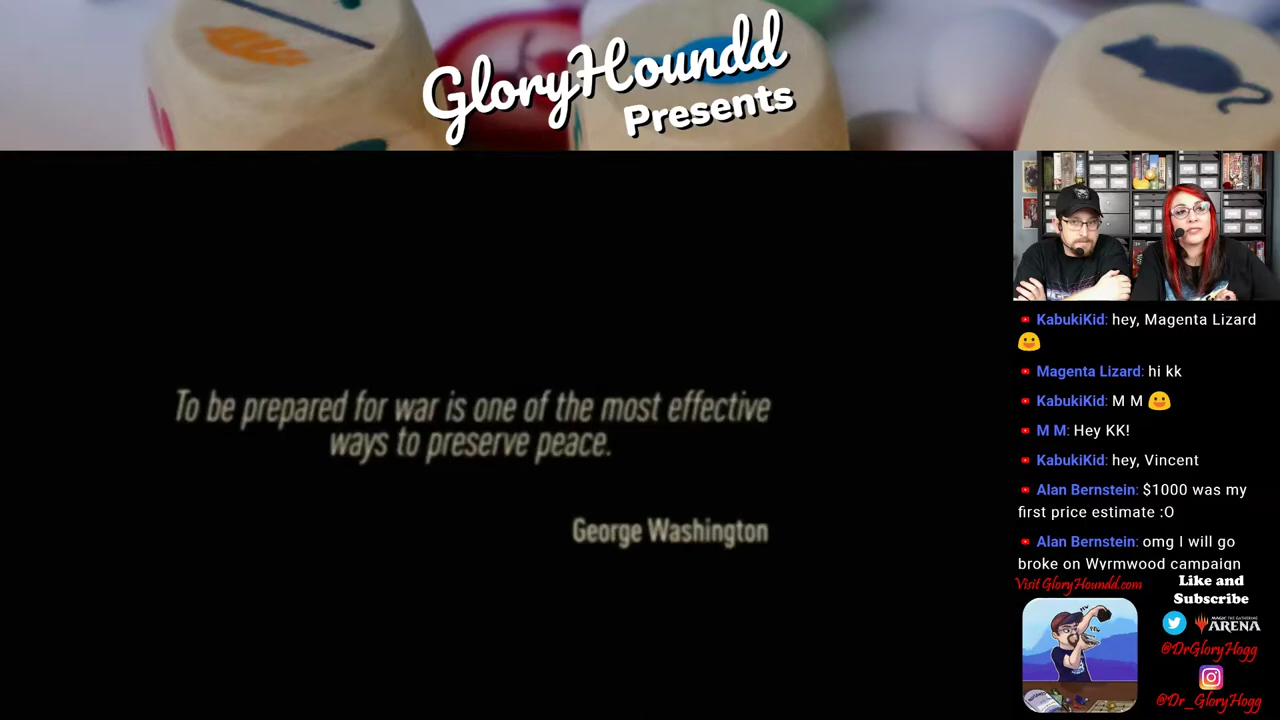 GloryHoundd
Presents
To be prepared for war is one of the most effective
ways to preserve peace.
George Washington
KabukiKid: hey, Magenta Lizard
Magenta Lizard: hi kk
KabukiKid: M M
M M: Hey KK!
KabukiKid: hey, Vincent
Alan Bernstein: $1000 was my
first price estimate :O
Alan Bernstein: omg I will go
broke on Wyrmwood campaign
Visit GloryHoundd.com
Like and
Subscribe
MAGIC THE GATHERING
ARENA
@DrGloryHogg
@Dr_GloryHogg